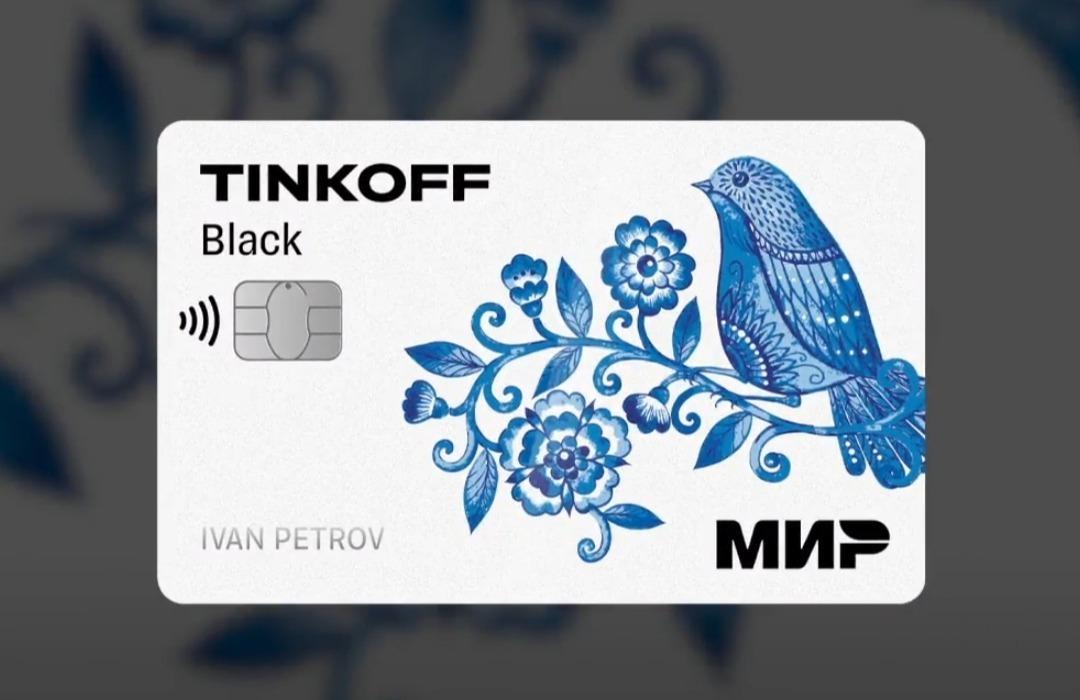 TINKOFF
Black
IVAN PETROV
МИР